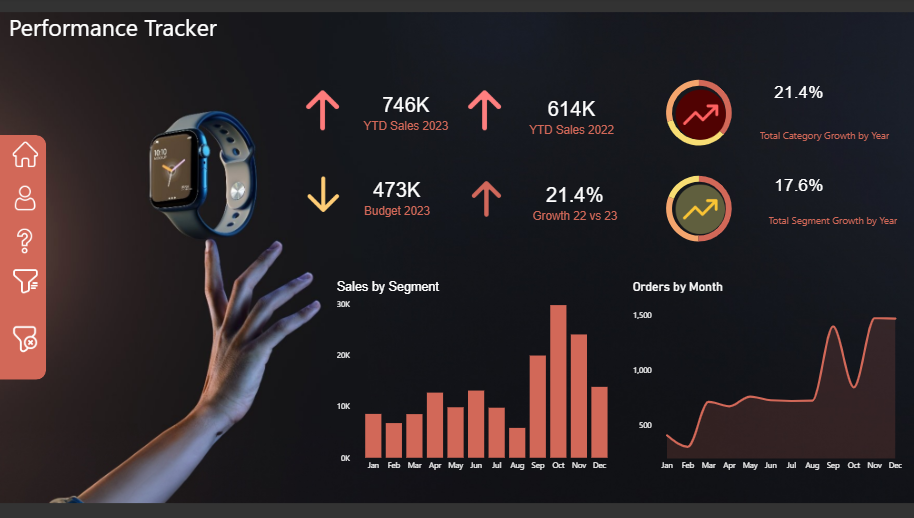 Performance Tracker
746K
YTD Sales 2023
614K
YTD Sales 2022
21.4%
Total Category Growth by Year
473K
Budget 2023
21.4%
Growth 22 vs 23
17.6%
Total Segment Growth by Year
10:10
Sales by Segment
30K
20K
10K
0K
Jan Feb Mar Apr May Jun Jul Aug Sep Oct Nov Dec
Orders by Month
1,500
1,000
500
Jan Feb Mar Apr May Jun Jul Aug Sep Oct Nov Dec